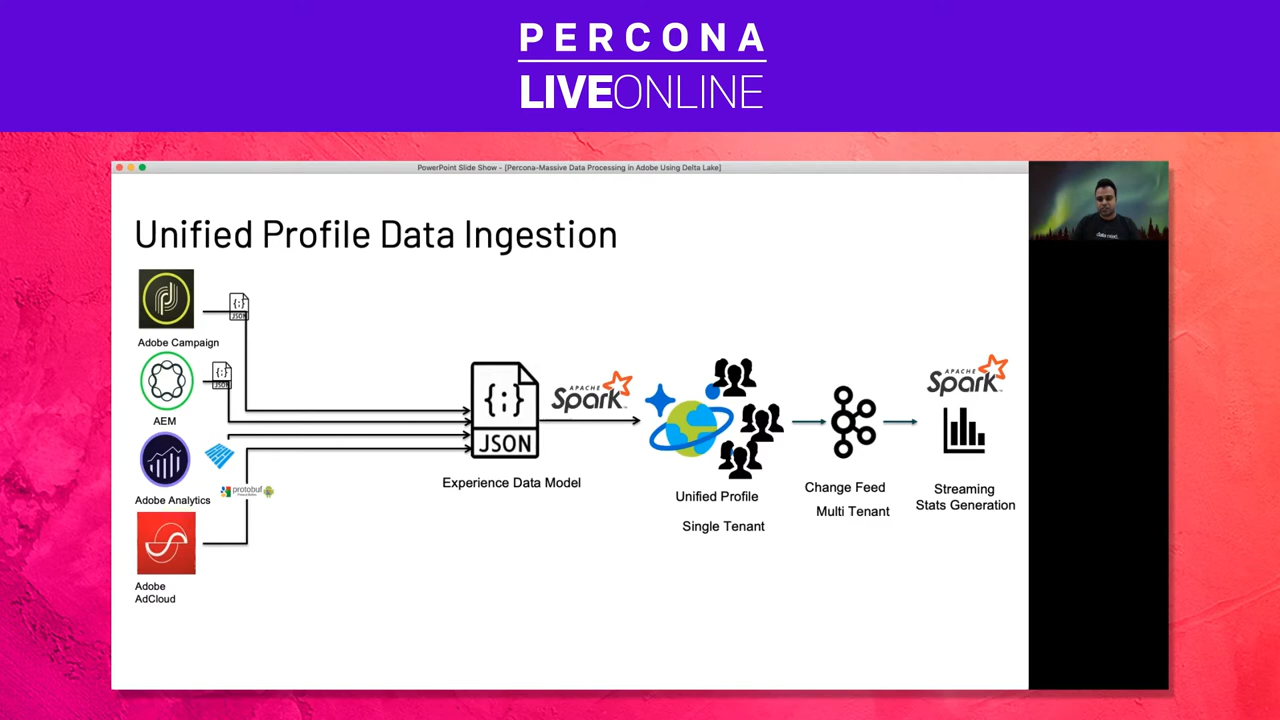 PERCONA
LIVEONLINE
PowerPoint Slide Show - [Percona-Massive Data Processing in Adobe Using Delta Lake]
Unified Profile Data Ingestion
{;}
JSON
Adobe Campaign
{;}
JSON
AEM
Adobe Analytics
protobuf
Adobe
AdCloud
{;}
JSON
Experience Data Model
APACHE
Spark™
Unified Profile
Single Tenant
Change Feed
Multi Tenant
APACHE
Spark™
Streaming
Stats Generation